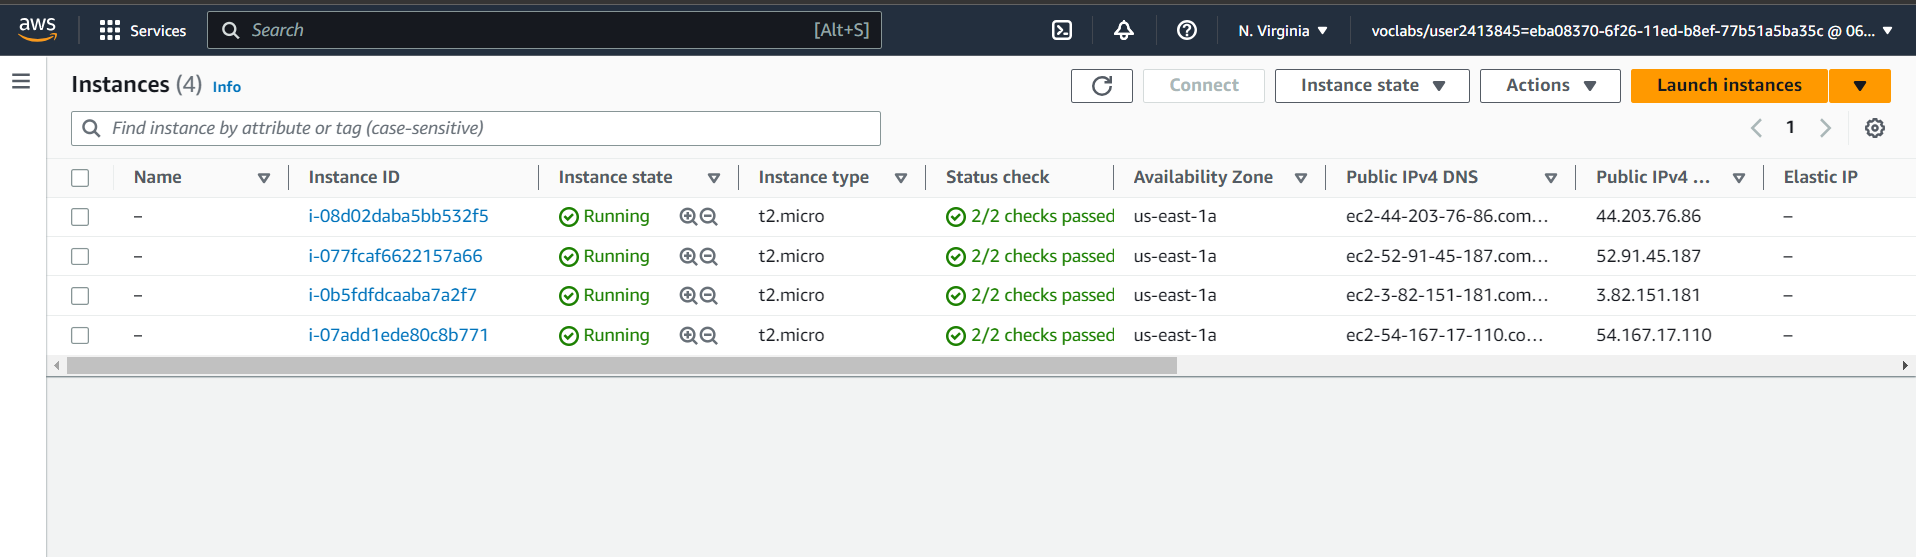 aws Services Search [Alt+S] N. Virginia voclabs/user2413845=eba08370-6f26-11ed-b8ef-77b51a5ba35c @ 06...
Instances (4) Info Connect Instance state Actions Launch instances
Find instance by attribute or tag (case-sensitive) 1
Name Instance ID Instance state Instance type Status check Availability Zone Public IPv4 DNS Public IPv4 ... Elastic IP
– i-08d02daba5bb532f5 Running t2.micro 2/2 checks passed us-east-1a ec2-44-203-76-86.com... 44.203.76.86 –
– i-077fcaf6622157a66 Running t2.micro 2/2 checks passed us-east-1a ec2-52-91-45-187.com... 52.91.45.187 –
– i-0b5fdfdcaaba7a2f7 Running t2.micro 2/2 checks passed us-east-1a ec2-3-82-151-181.com... 3.82.151.181 –
– i-07add1ede80c8b771 Running t2.micro 2/2 checks passed us-east-1a ec2-54-167-17-110.co... 54.167.17.110 –